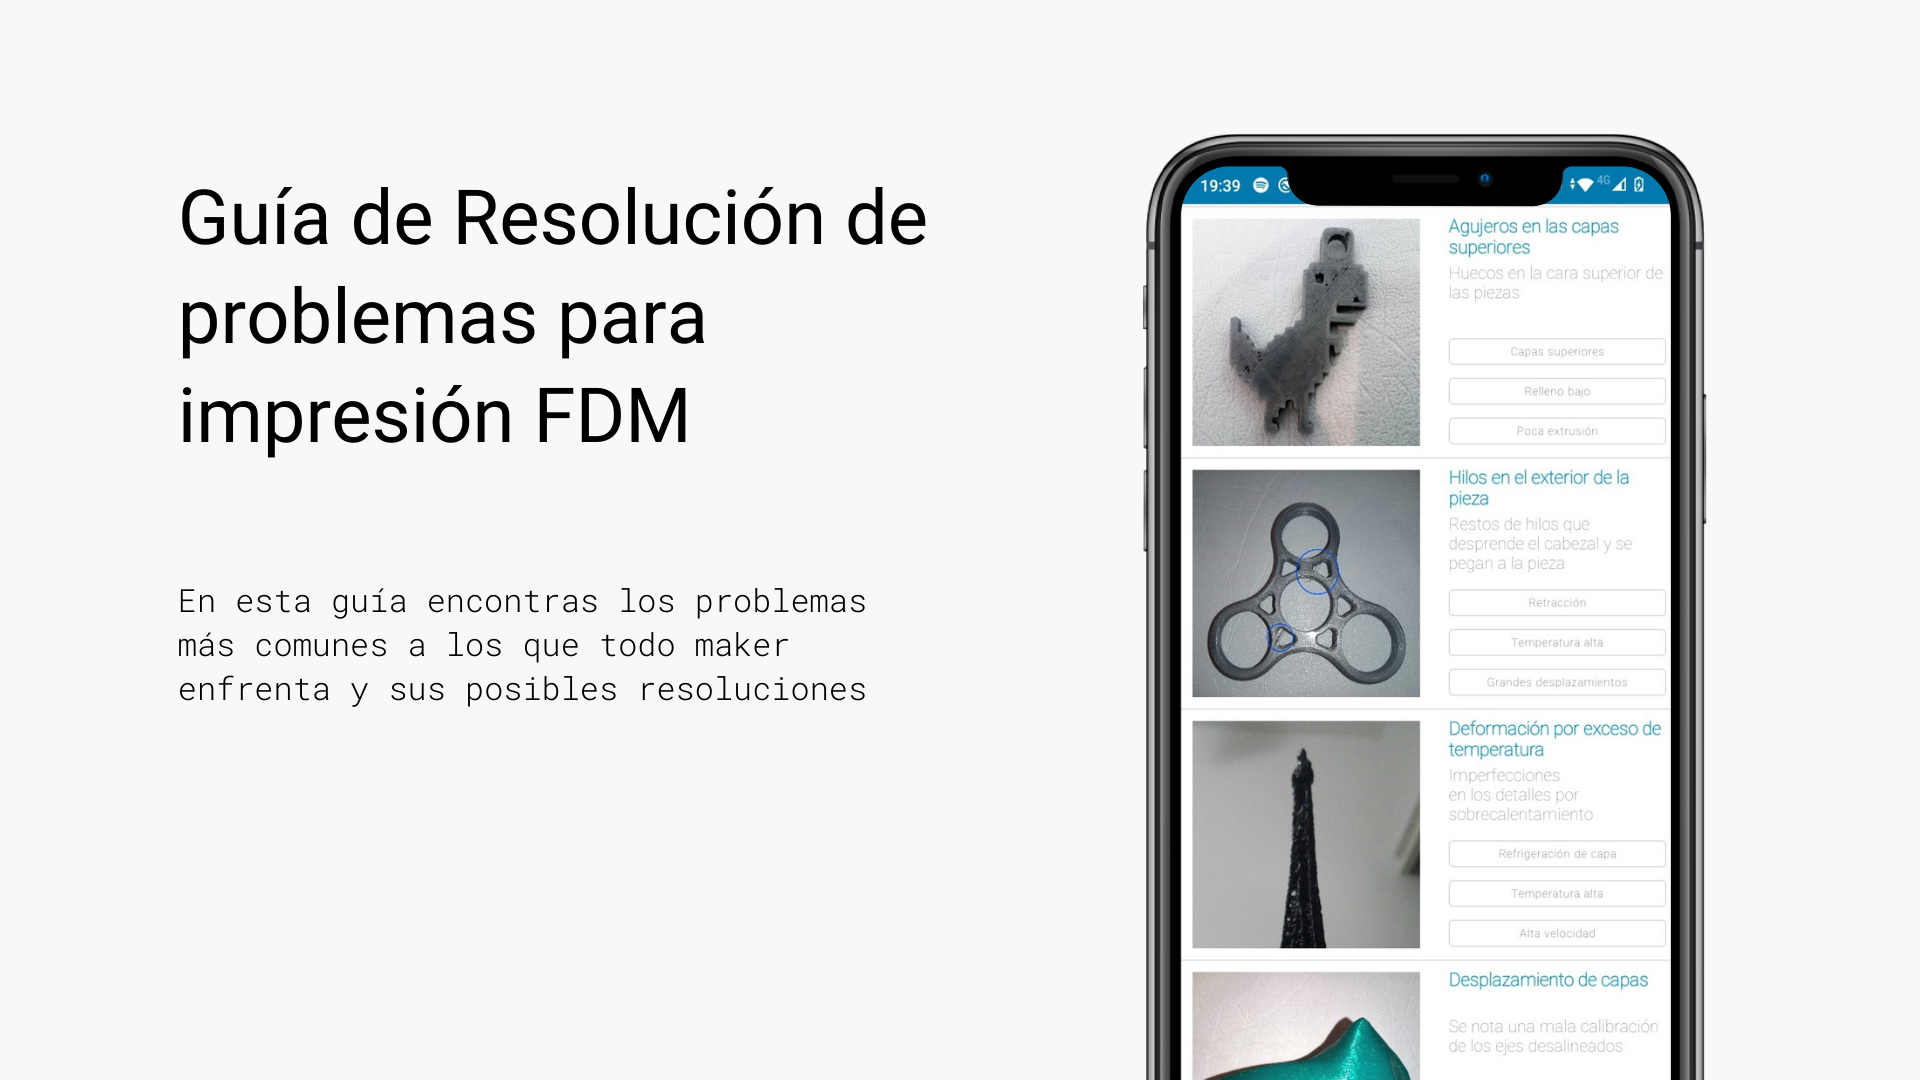 Guía de Resolución de
problemas para
impresión FDM
En esta guía encontras los problemas
más comunes a los que todo maker
enfrenta y sus posibles resoluciones
19:39
4G
Agujeros en las capas
superiores
Huecos en la cara superior de
las piezas
Capas superiores
Relleno bajo
Poca extrusión
Hilos en el exterior de la
pieza
Restos de hilos que
desprende el cabezal y se
pegan a la pieza
Retracción
Temperatura alta
Grandes desplazamientos
Deformación por exceso de
temperatura
Imperfecciones
en los detalles por
sobrecalentamiento
Refrigeración de capa
Temperatura alta
Alta velocidad
Desplazamiento de capas
Se nota una mala calibración
de los ejes desalineados